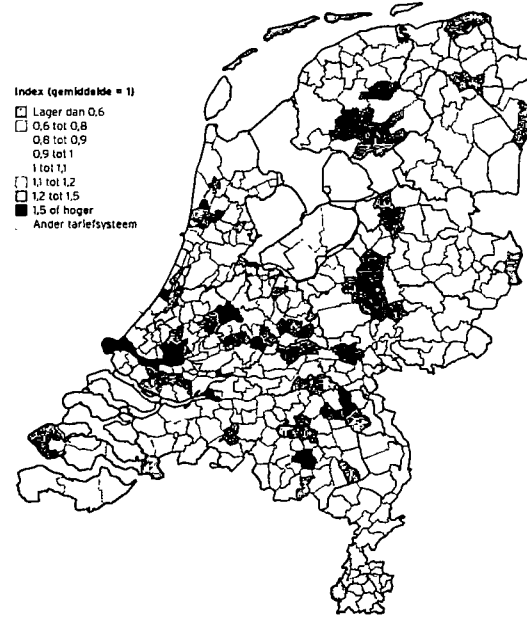 Index (gemiddelde = 1)
Lager dan 0,6
0,6 tot 0,8
0,8 tot 0,9
0,9 tot 1
1 tot 1,1
1,1 tot 1,2
1,2 tot 1,5
1,5 of hoger
Ander tariefsysteem